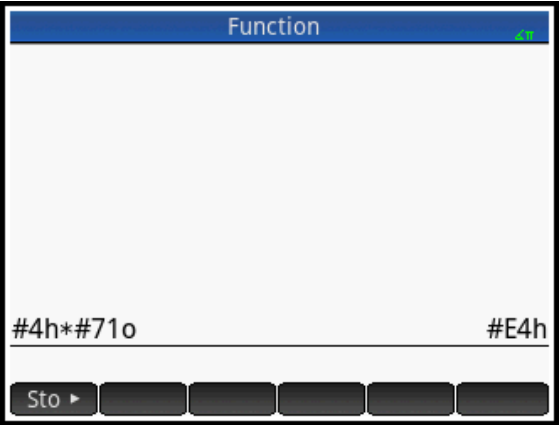 Function
∠π
#4h*#71o #E4h
Sto ►